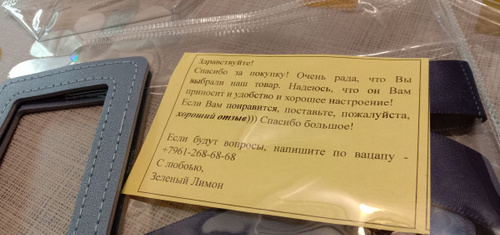 Здравствуйте!
Спасибо за покупку! Очень рада, что Вы
выбрали наш товар. Надеюсь, что он Вам
приносит и удобство и хорошее настроение!
Если Вам понравится, поставьте, пожалуйста,
хороший отзыв))) Спасибо большое!
Если будут вопросы, напишите по вацапу -
+7961-268-68-68
С любовью,
Зеленый Лимон